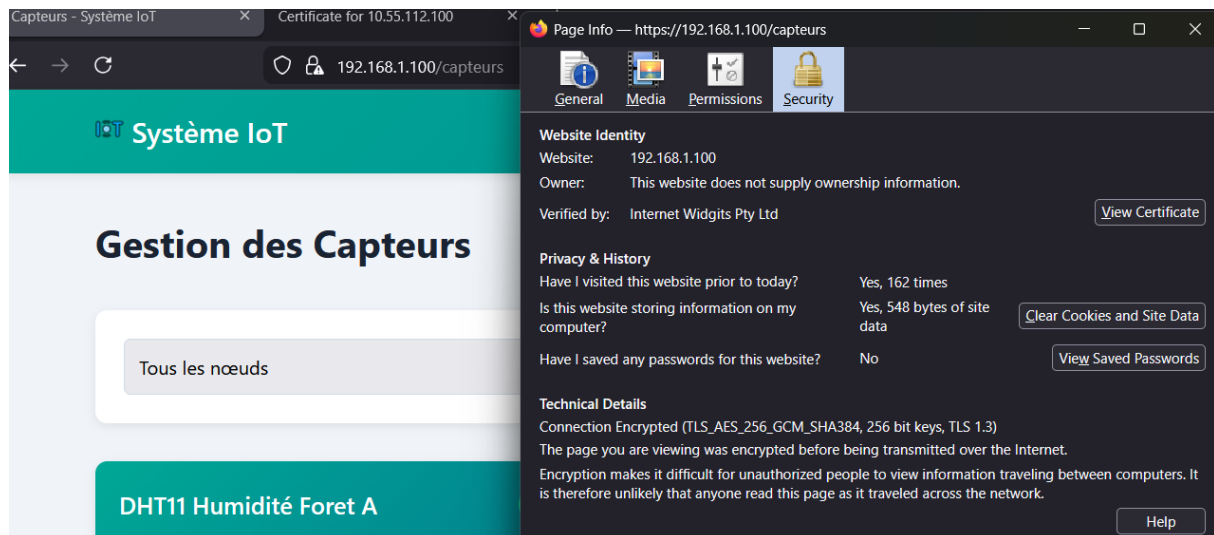 Capteurs - Système IoT
Certificate for 10.55.112.100
192.168.1.100/capteurs
IOT Système IoT
Gestion des Capteurs
Tous les nœuds
DHT11 Humidité Foret A
Page Info — https://192.168.1.100/capteurs
General Media Permissions Security
Website Identity
Website: 192.168.1.100
Owner: This website does not supply ownership information.
Verified by: Internet Widgits Pty Ltd
View Certificate
Privacy & History
Have I visited this website prior to today? Yes, 162 times
Is this website storing information on my
computer?
Yes, 548 bytes of site
data
Clear Cookies and Site Data
Have I saved any passwords for this website? No
View Saved Passwords
Technical Details
Connection Encrypted (TLS_AES_256_GCM_SHA384, 256 bit keys, TLS 1.3)
The page you are viewing was encrypted before being transmitted over the Internet.
Encryption makes it difficult for unauthorized people to view information traveling between computers. It
is therefore unlikely that anyone read this page as it traveled across the network.
Help